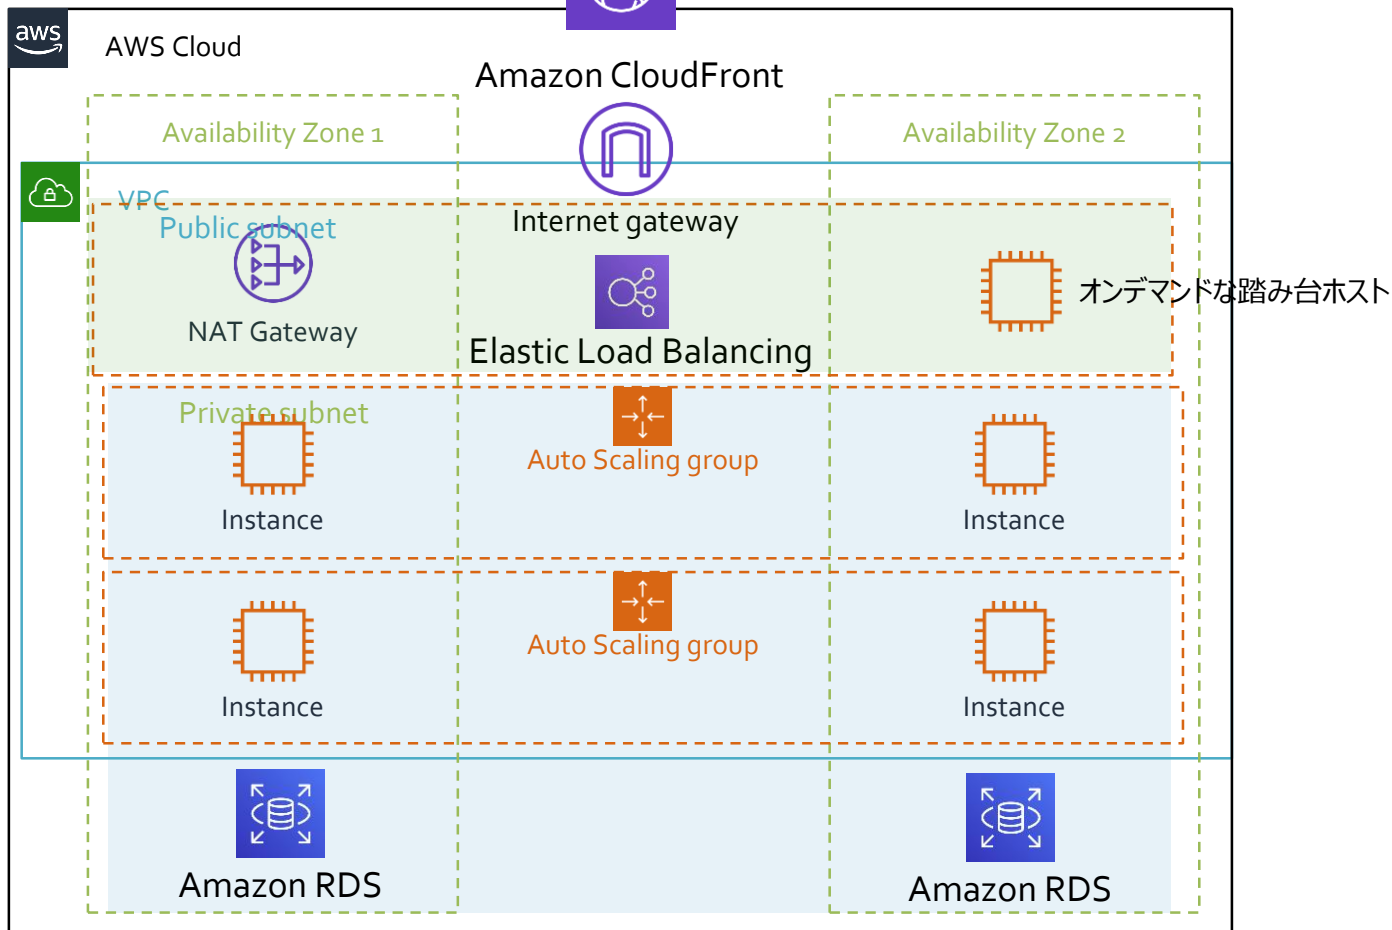 aws
AWS Cloud
Amazon CloudFront
Availability Zone 1
Availability Zone 2
VPC
Public subnet
Internet gateway
オンデマンドな踏み台ホスト
NAT Gateway
Elastic Load Balancing
Private subnet
Auto Scaling group
Instance
Instance
Auto Scaling group
Instance
Instance
Amazon RDS
Amazon RDS